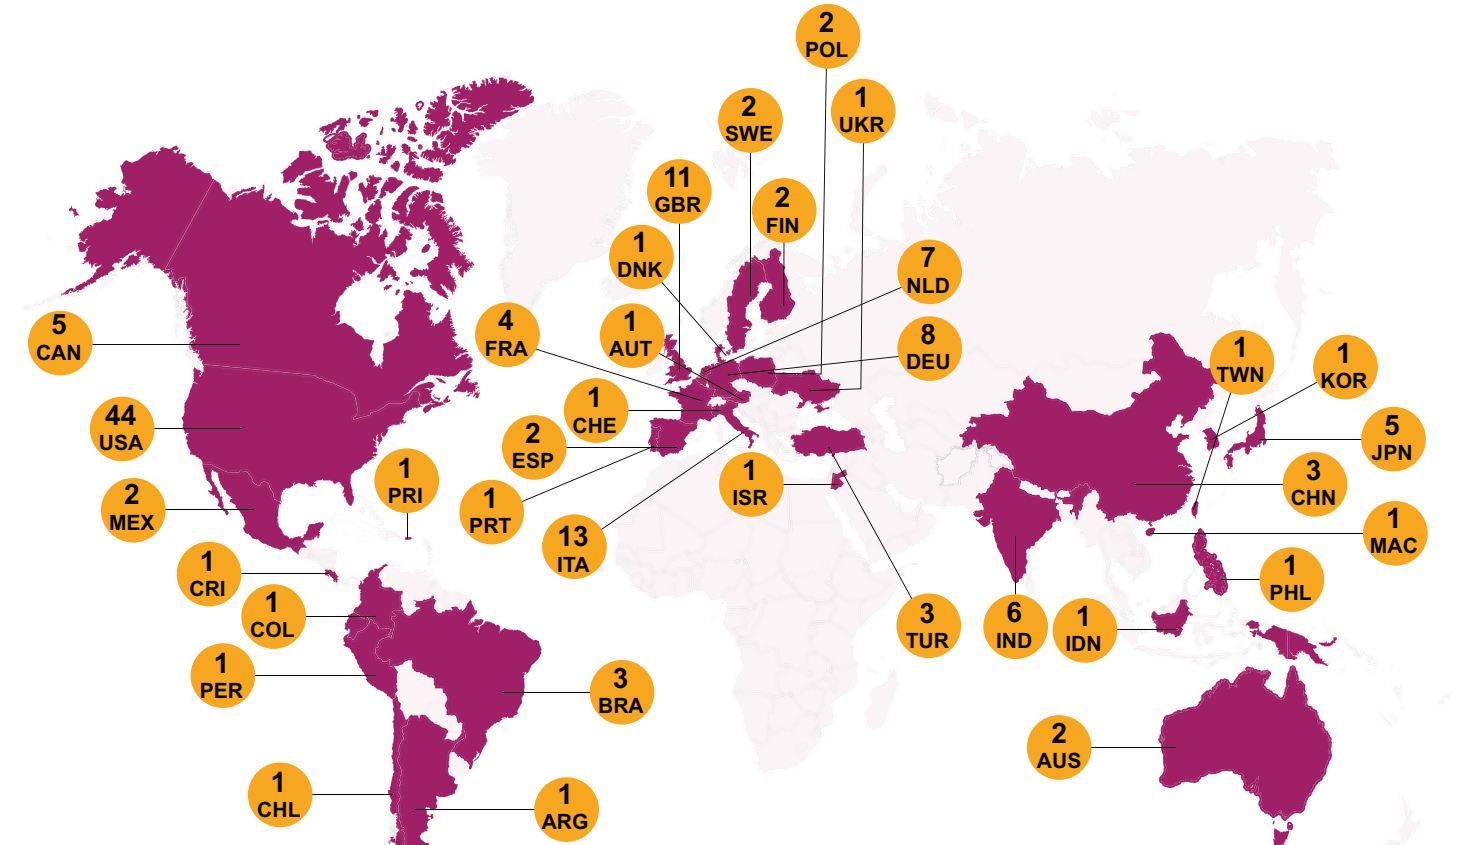 2
POL
1
UKR
2
SWE
11
GBR
2
FIN
1
DNK
7
NLD
5
CAN
4
FRA
1
AUT
8
DEU
1
TWN
1
KOR
44
USA
1
CHE
2
ESP
5
JPN
2
MEX
1
PRI
1
PRT
1
ISR
3
CHN
13
ITA
1
MAC
1
CRI
1
PHL
1
COL
3
TUR
6
IND
1
IDN
1
PER
3
BRA
2
AUS
1
CHL
1
ARG